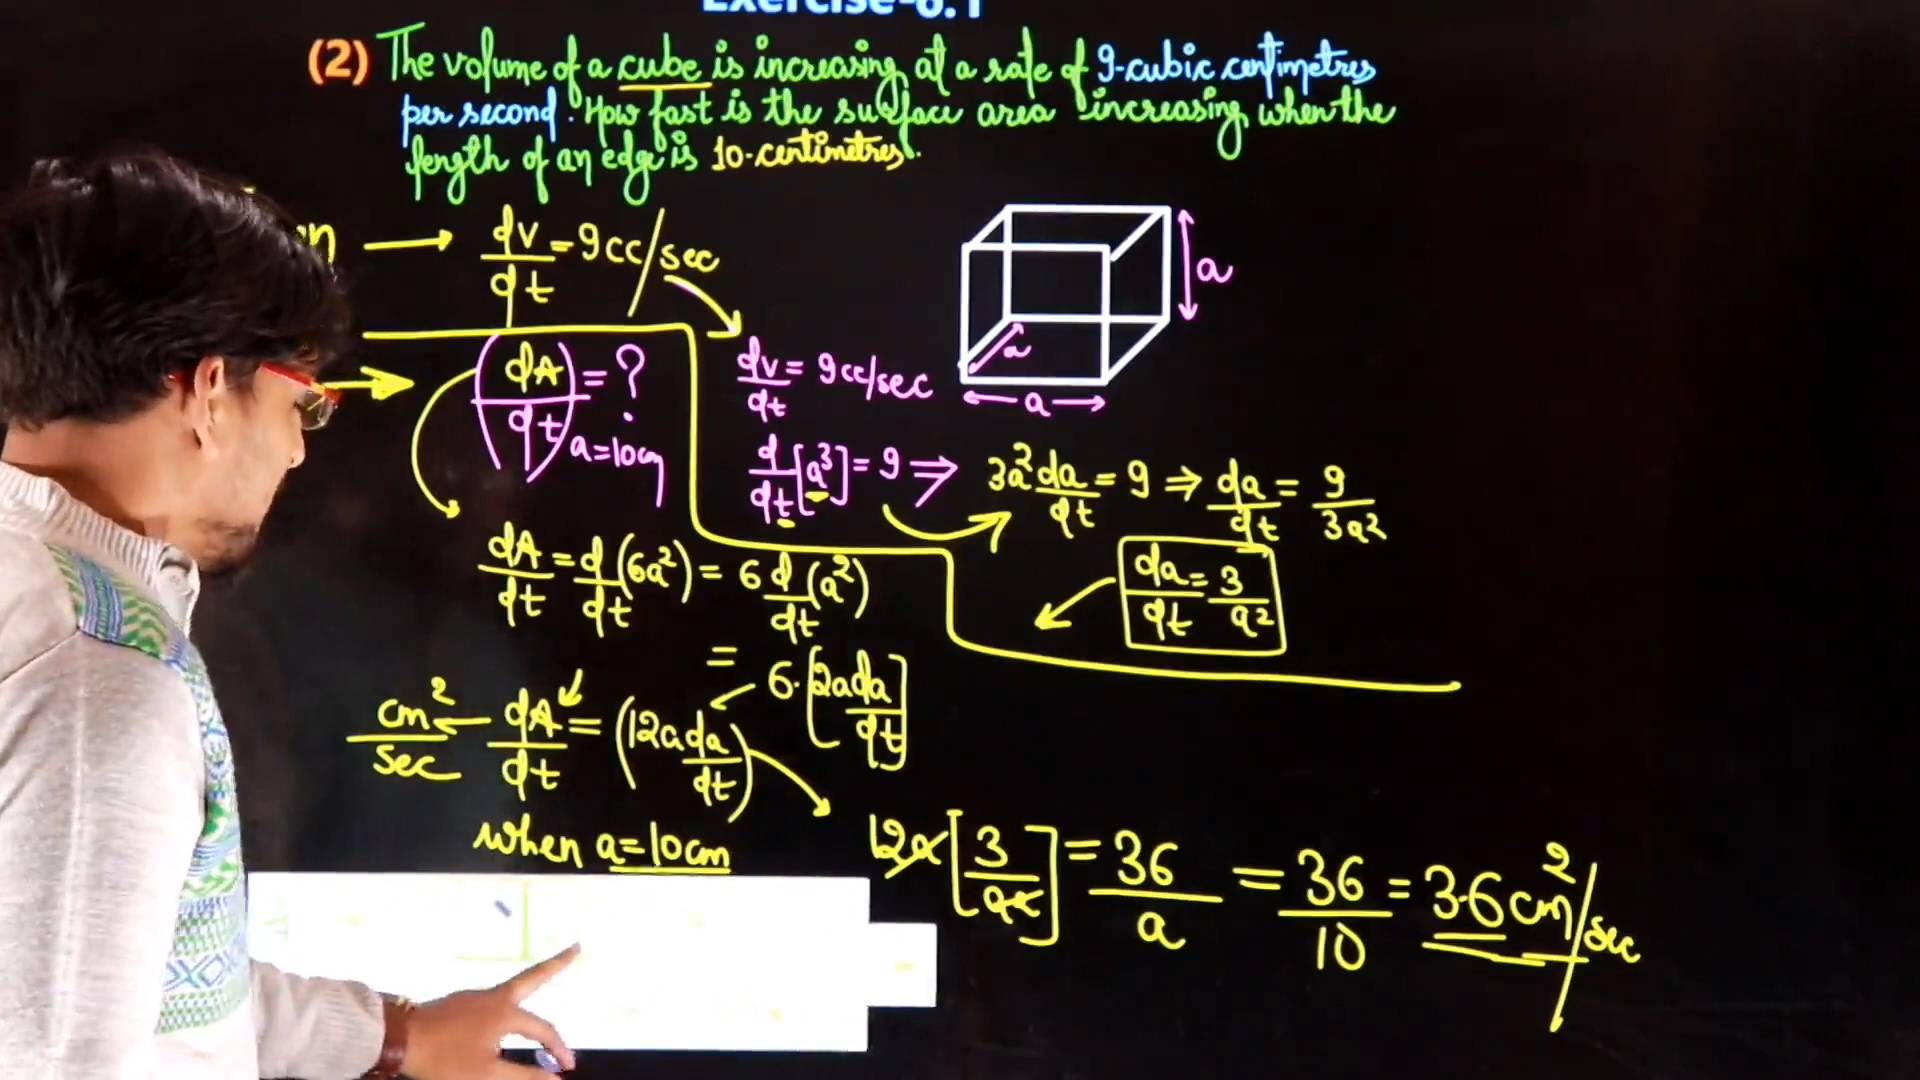 Exercise-6.1
(2) The volume of a cube is increasing at a rate of 9-cubic centimetres
per second. How fast is the surface area increasing when the
length of an edge is 10-centimetres.
→ dv/dt = 9cc/sec
a
a
a
→ (dA/dt) = ?
a=10cm
dv/dt = 9cc/sec
d/dt[a³] = 9 ⇒ 3a² da/dt = 9 ⇒ da/dt = 9/3a²
da/dt = 3/a²
dA/dt = d/dt(6a²) = 6 d/dt(a²)
= 6·[2a da/dt]
cm²/sec ← dA/dt = (12a da/dt)
when a=10cm
12a[3/a²] = 36/a = 36/10 = 3.6 cm²/sec